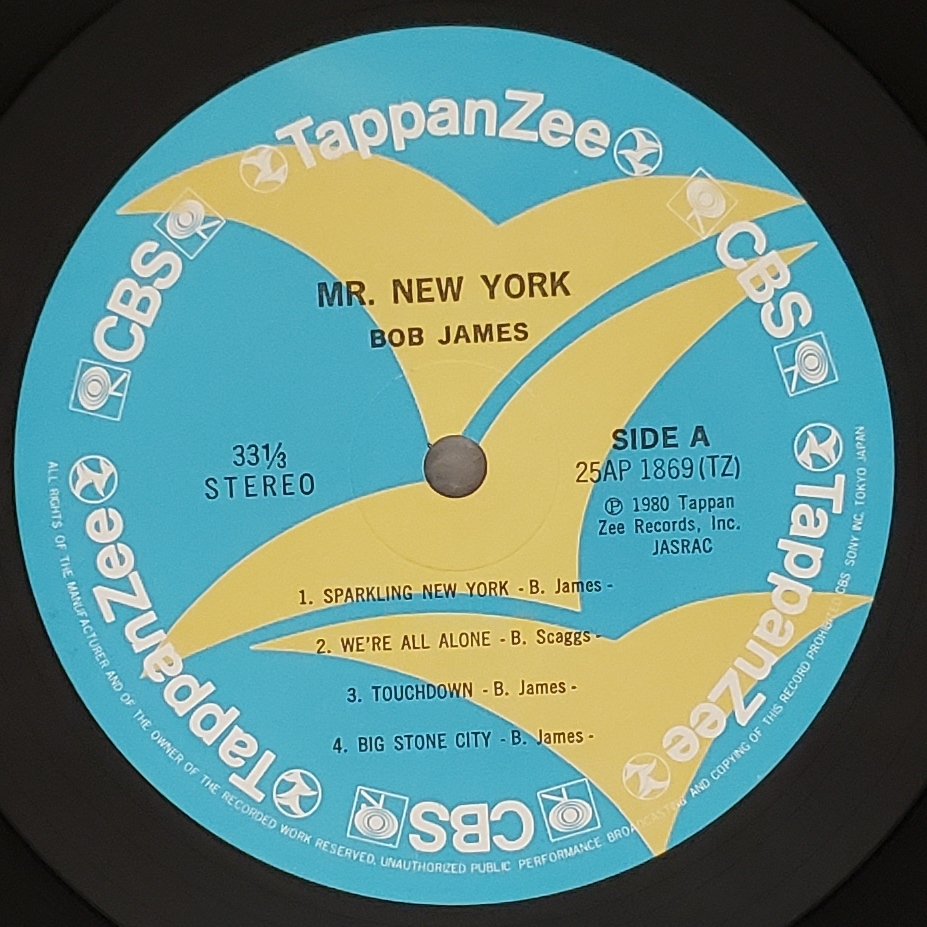 TappanZee
CBS
CBS
MR. NEW YORK
BOB JAMES
33⅓
STEREO
SIDE A
25AP 1869(TZ)
Ⓟ 1980 Tappan
Zee Records, Inc.
JASRAC
1. SPARKLING NEW YORK - B. James -
2. WE'RE ALL ALONE - B. Scaggs -
3. TOUCHDOWN - B. James -
4. BIG STONE CITY - B. James -
TappanZee
TappanZee
CBS
ALL RIGHTS OF THE MANUFACTURER AND OF THE OWNER OF THE RECORDED WORK RESERVED, UNAUTHORIZED PUBLIC PERFORMANCE BROADCASTING AND COPYING OF THIS RECORD PROHIBITED CBS SONY INC. TOKYO JAPAN